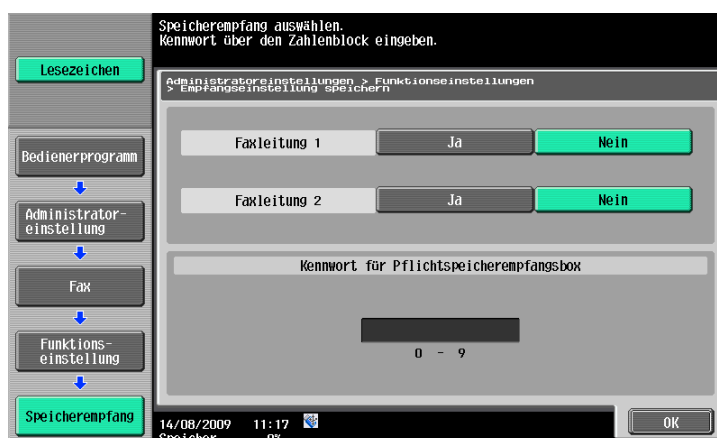 Speicherempfang auswählen.
Kennwort über den Zahlenblock eingeben.
Lesezeichen
Administratoreinstellungen > Funktionseinstellungen
> Empfangseinstellung speichern
Faxleitung 1 Ja Nein
Bedienerprogramm
Faxleitung 2 Ja Nein
Administrator-
einstellung
Kennwort für Pflichtspeicherempfangsbox
Fax
0 - 9
Funktions-
einstellung
Speicherempfang
14/08/2009 11:17
Speicher 0%
OK